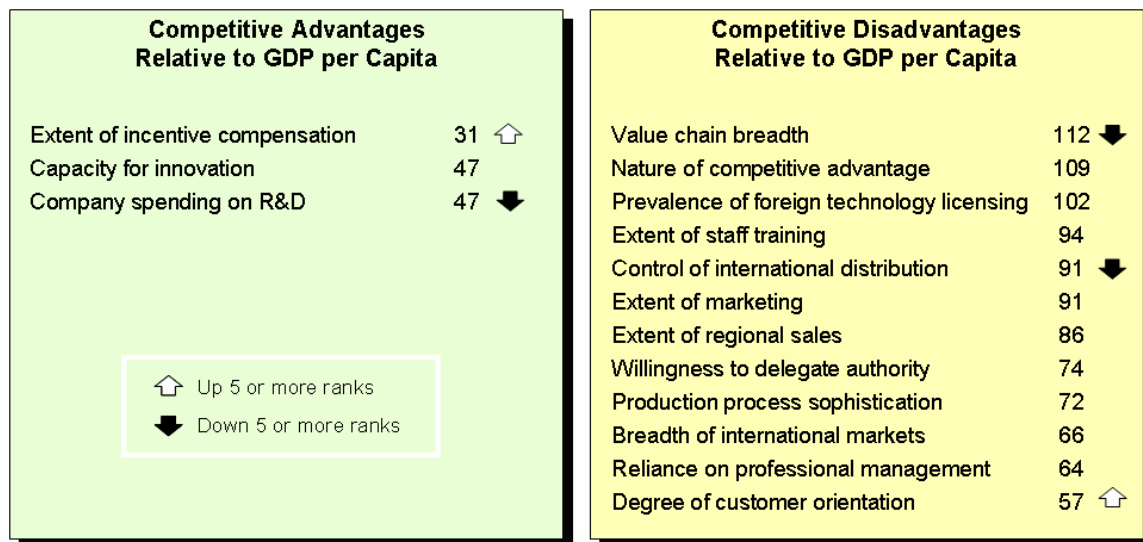 Competitive Advantages
Relative to GDP per Capita
Extent of incentive compensation 31
Capacity for innovation 47
Company spending on R&D 47
Up 5 or more ranks
Down 5 or more ranks
Competitive Disadvantages
Relative to GDP per Capita
Value chain breadth 112
Nature of competitive advantage 109
Prevalence of foreign technology licensing 102
Extent of staff training 94
Control of international distribution 91
Extent of marketing 91
Extent of regional sales 86
Willingness to delegate authority 74
Production process sophistication 72
Breadth of international markets 66
Reliance on professional management 64
Degree of customer orientation 57